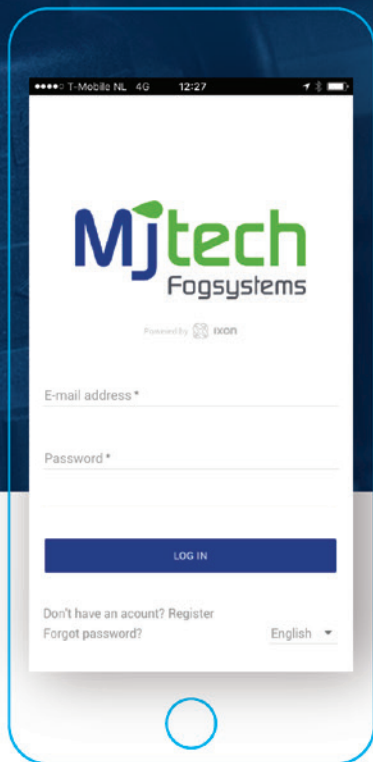 T-Mobile NL 4G 12:27
Mjtech
Fogsystems
Powered by IXON
E-mail address *
Password *
LOG IN
Don't have an acount? Register
Forgot password?
English